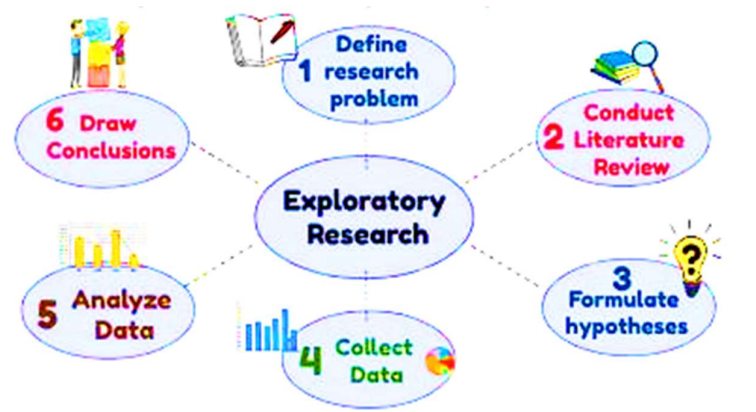 Exploratory
Research
1 Define
research
problem
2 Conduct
Literature
Review
3
Formulate
hypotheses
4 Collect
Data
5 Analyze
Data
6 Draw
Conclusions
?